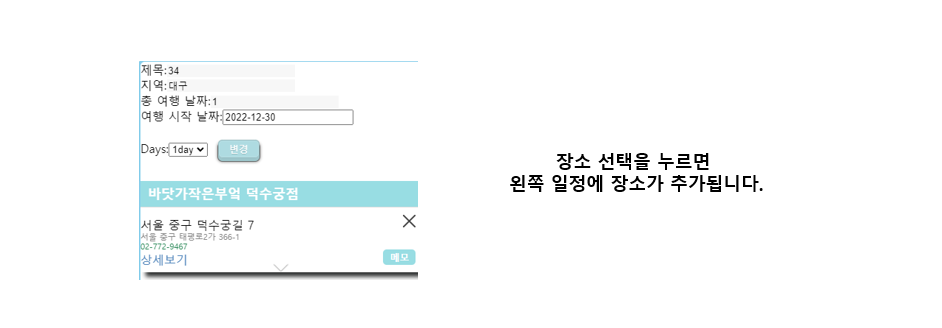 제목: 34
지역: 대구
총 여행 날짜: 1
여행 시작 날짜: 2022-12-30
Days: 1day 변경
바닷가작은부엌 덕수궁점
서울 중구 덕수궁길 7
서울 중구 태평로2가 366-1
02-772-9467
상세보기
메모
장소 선택을 누르면
왼쪽 일정에 장소가 추가됩니다.